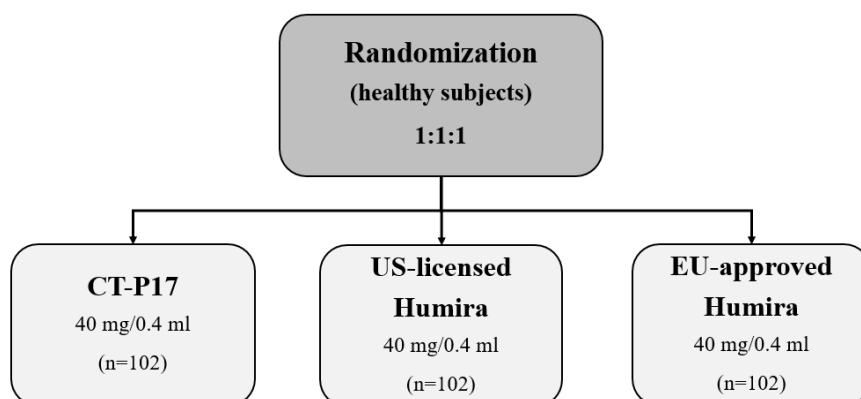 Randomization
(healthy subjects)
1:1:1
CT-P17
40 mg/0.4 ml
(n=102)
US-licensed
Humira
40 mg/0.4 ml
(n=102)
EU-approved
Humira
40 mg/0.4 ml
(n=102)